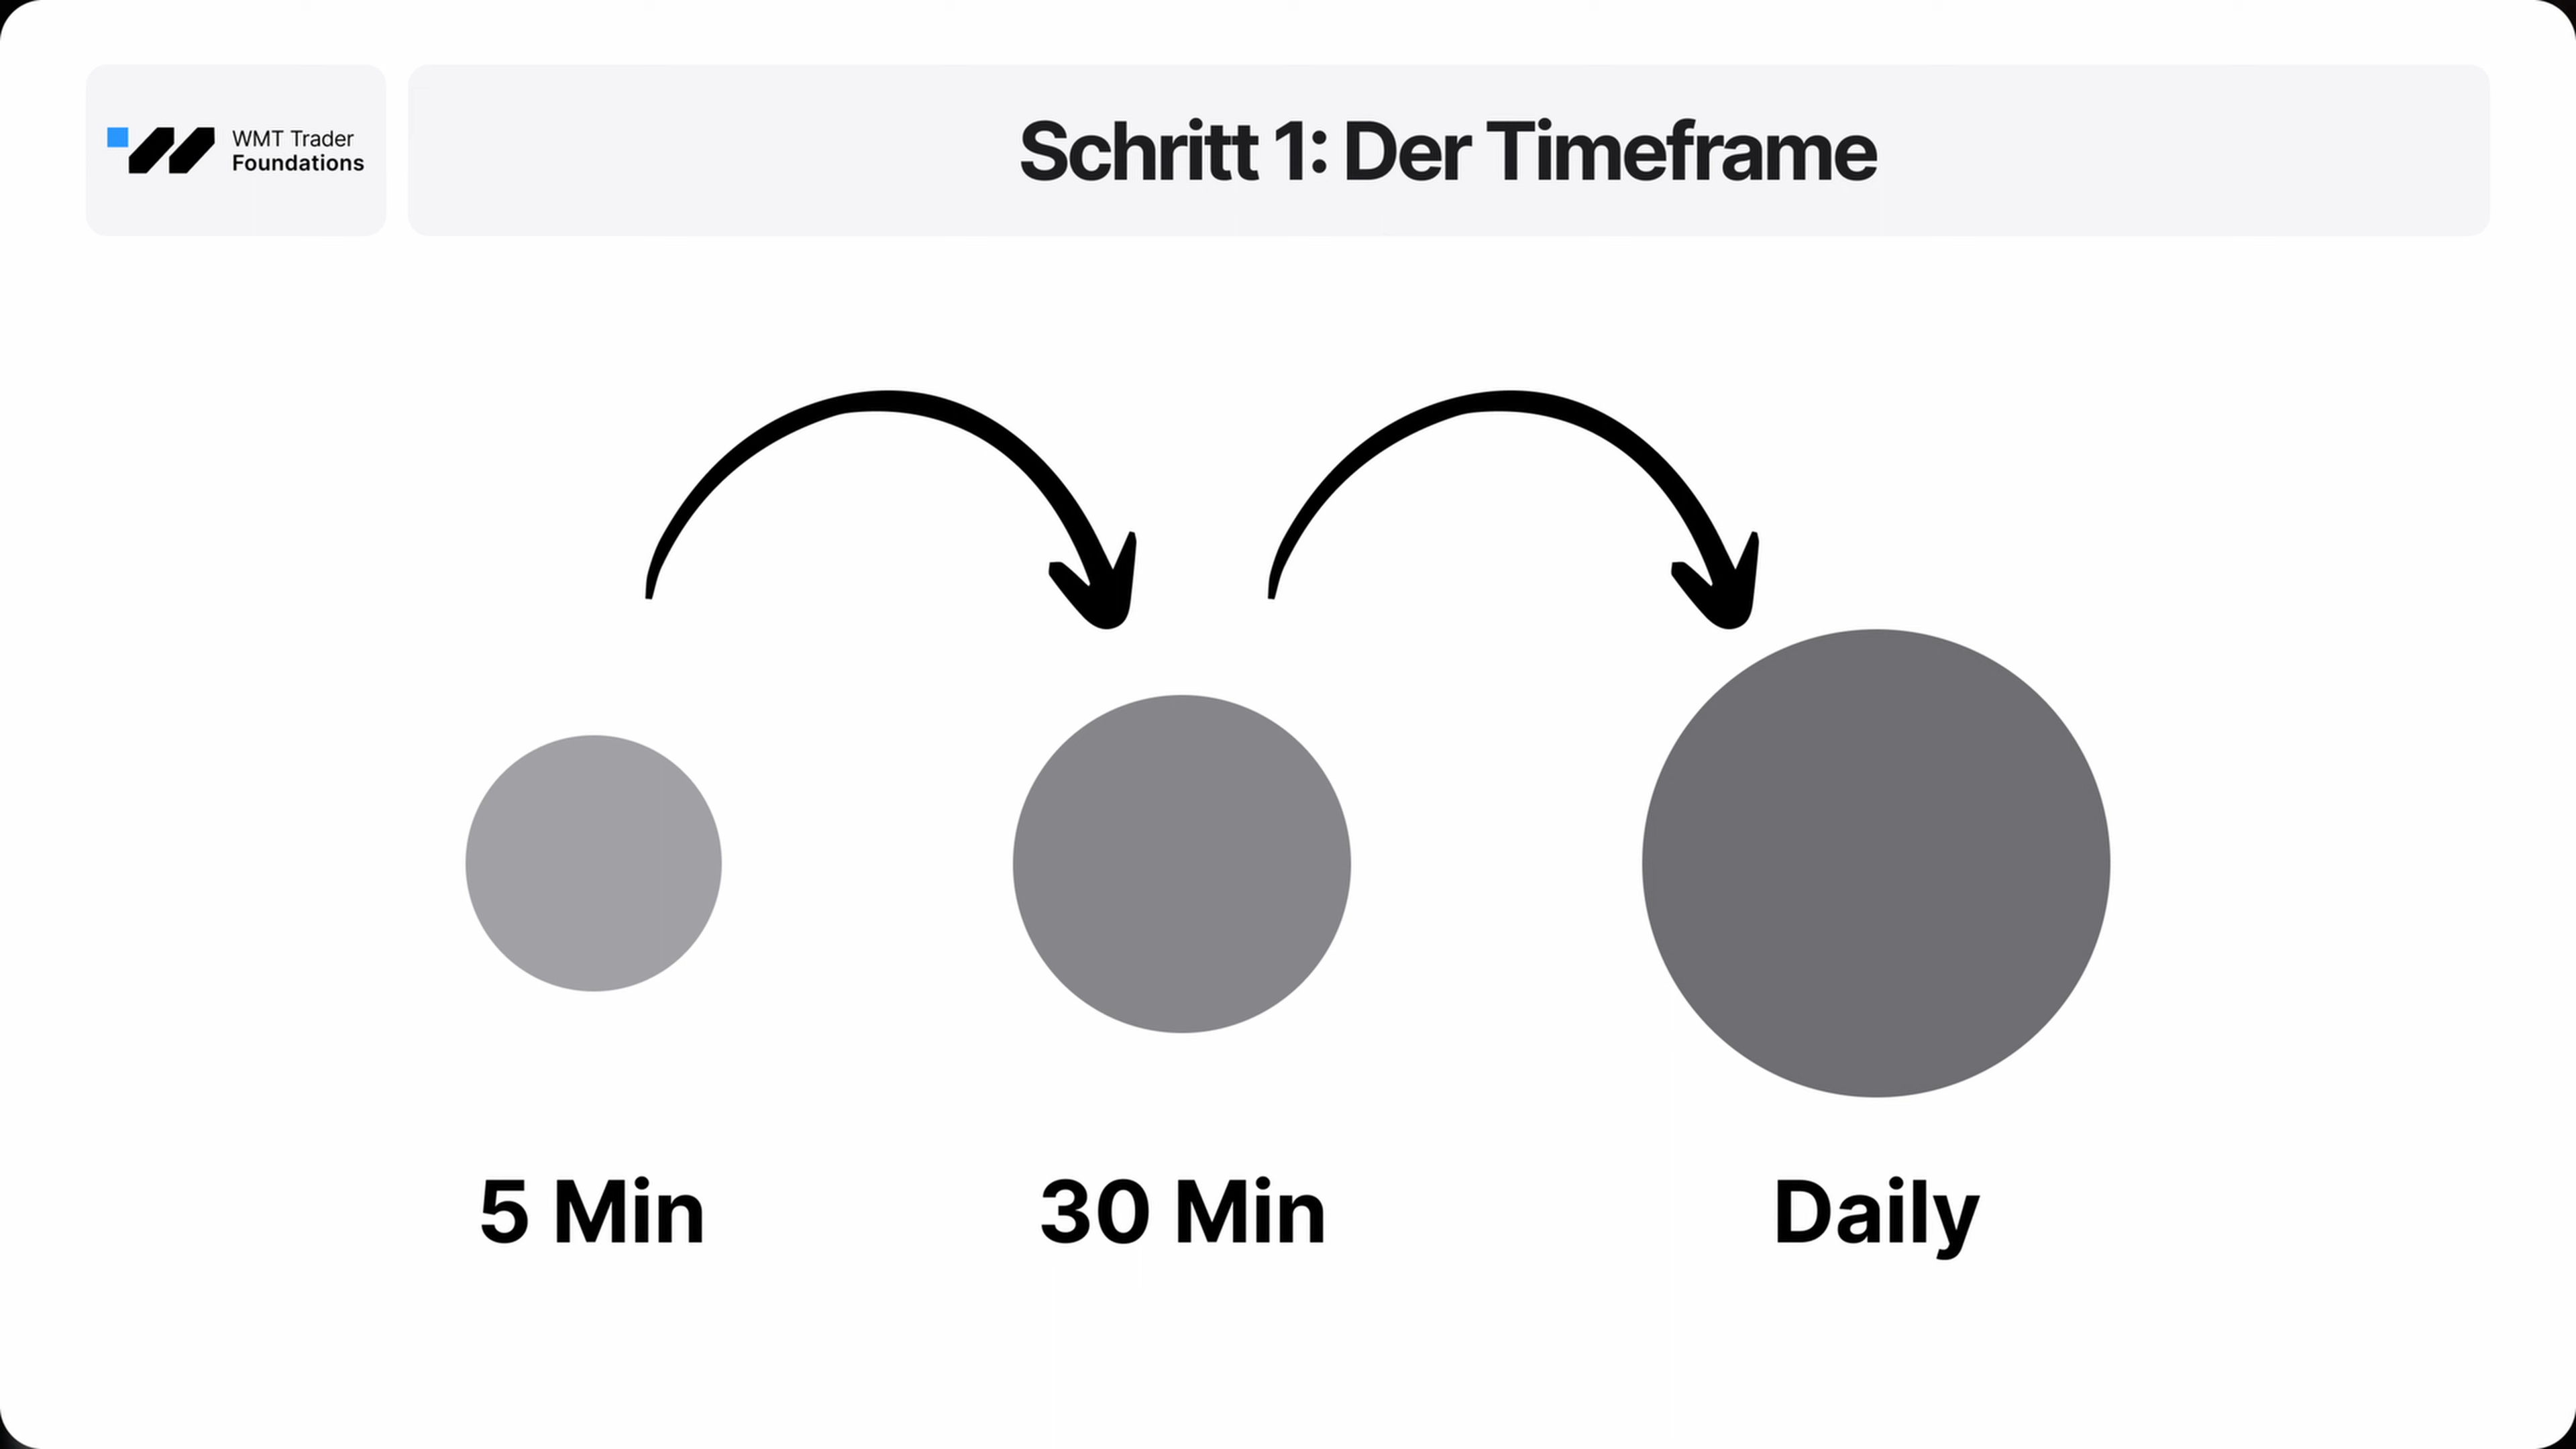 WMT Trader
Foundations
Schritt 1: Der Timeframe
5 Min
30 Min
Daily